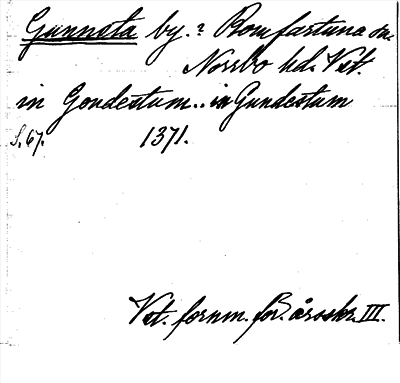 Gunnsta by.? Romfartuna sn.
Norrbo hd. Vst.
in Gondestum.. in Gundestum
S. 67. 1371.
Vst. fornm. för. årsskr. III.